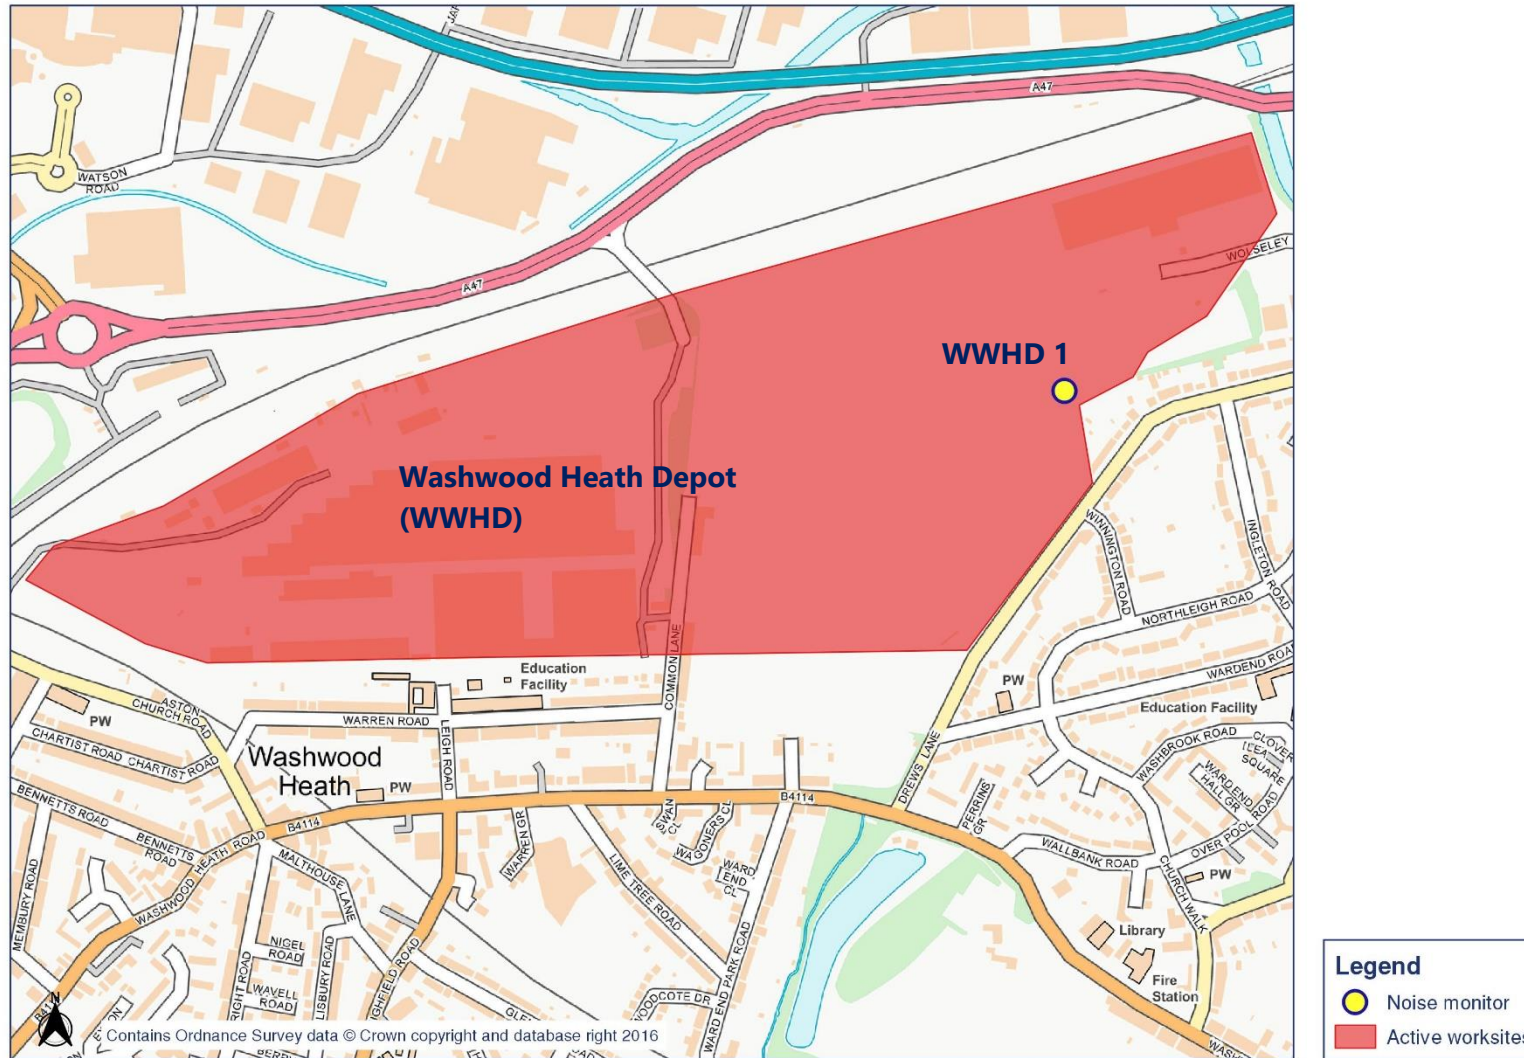 JAR
A47
WATSON
ROAD
A47
WOLSELEY
WWHD 1
Washwood Heath Depot
(WWHD)
WINNINGTON ROAD
INGLETON ROAD
NORTHLEIGH ROAD
COMMON LANE
Education
Facility
WARDEND ROAD
PW
Education Facility
PW
ASTON
CHURCH ROAD
WARREN ROAD
LEIGH ROAD
CHARTIST ROAD
CHARTIST ROAD
Washwood
Heath
PW
DREWS LANE
WASHBROOK ROAD
CLOVER
LEA
SQUARE
WARDEND
HALL GR
OVER POOL ROAD
BENNETTS ROAD
BENNETTS
ROAD
B4114
B4114
SWAN
CL
WAGONERS CL
PERRINS
GR
WALLBANK ROAD
WASHWOOD HEATH ROAD
MALTHOUSE LANE
WARREN GR
LIME TREE ROAD
WARD
END
CL
CHURCH WALK
PW
MEMBURY ROAD
NIGEL
ROAD
WAVELL
ROAD
WARD END PARK ROAD
Library
Fire
Station
N
Contains Ordnance Survey data © Crown copyright and database right 2016
Legend
Noise monitor
Active worksites